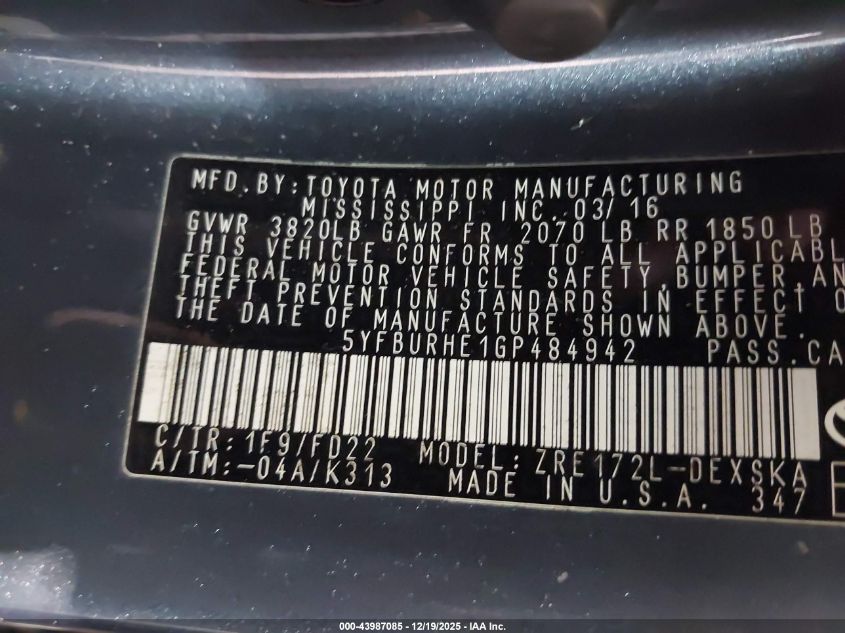 MFD. BY: TOYOTA MOTOR MANUFACTURING
MISSISSIPPI INC. 03/16
GVWR 3820LB GAWR FR 2070 LB RR 1850 LB
THIS VEHICLE CONFORMS TO ALL APPLICABL
FEDERAL MOTOR VEHICLE SAFETY, BUMPER, AN
THEFT PREVENTION STANDARDS IN EFFECT O
THE DATE OF MANUFACTURE SHOWN ABOVE.
5YFBURHE1GP484942 PASS. CA
C/TR: 1F9/FD22 MODEL: ZRE172L-DEXSKA
A/TM: -04A/K313 MADE IN U.S.A. 347
000-43987085 - 12/19/2025 - IAA Inc.